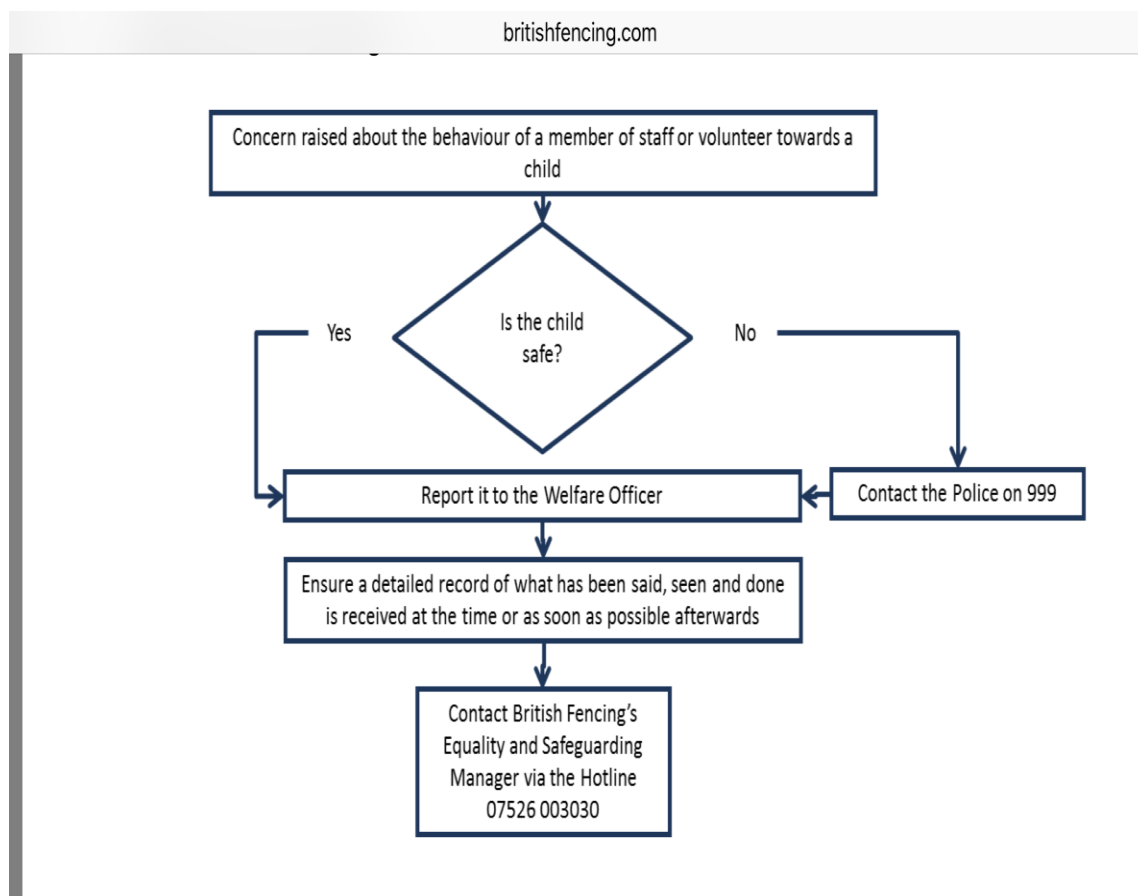 britishfencing.com
Concern raised about the behaviour of a member of staff or volunteer towards a
child
Is the child
safe?
Yes
No
Report it to the Welfare Officer
Contact the Police on 999
Ensure a detailed record of what has been said, seen and done
is received at the time or as soon as possible afterwards
Contact British Fencing’s
Equality and Safeguarding
Manager via the Hotline
07526 003030